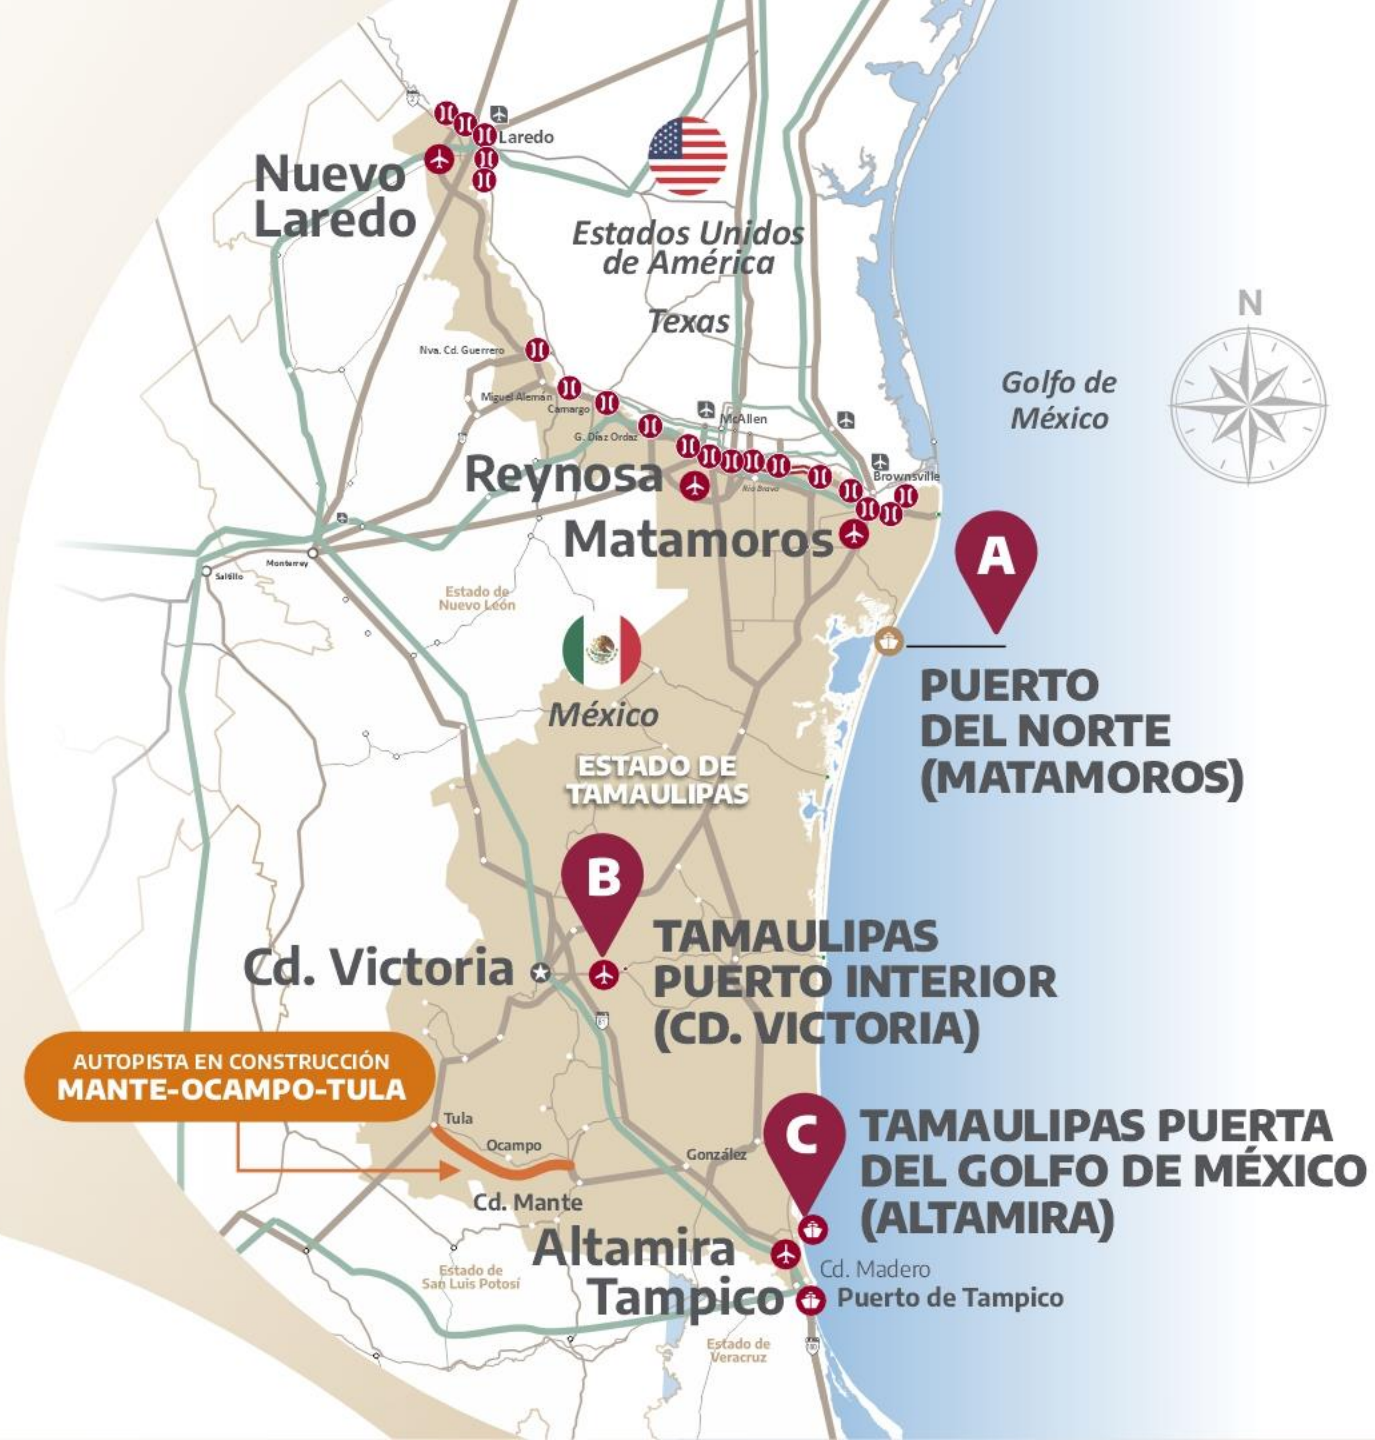 Laredo
Nuevo
Laredo
Estados Unidos
de América
Texas
N
Golfo de
México
Nva. Cd. Guerrero
Miguel Alemán
Camargo
G. Díaz Ordaz
McAllen
Reynosa
Río Bravo
Brownsville
Matamoros
Monterrey
Saltillo
A
Estado de
Nuevo León
PUERTO
DEL NORTE
(MATAMOROS)
México
ESTADO DE
TAMAULIPAS
B
Cd. Victoria
TAMAULIPAS
PUERTO INTERIOR
(CD. VICTORIA)
AUTOPISTA EN CONSTRUCCIÓN
MANTE-OCAMPO-TULA
Tula
Ocampo
González
Cd. Mante
C
TAMAULIPAS PUERTA
DEL GOLFO DE MÉXICO
(ALTAMIRA)
Altamira
Tampico
Cd. Madero
Puerto de Tampico
Estado de
San Luis Potosí
Estado de
Veracruz